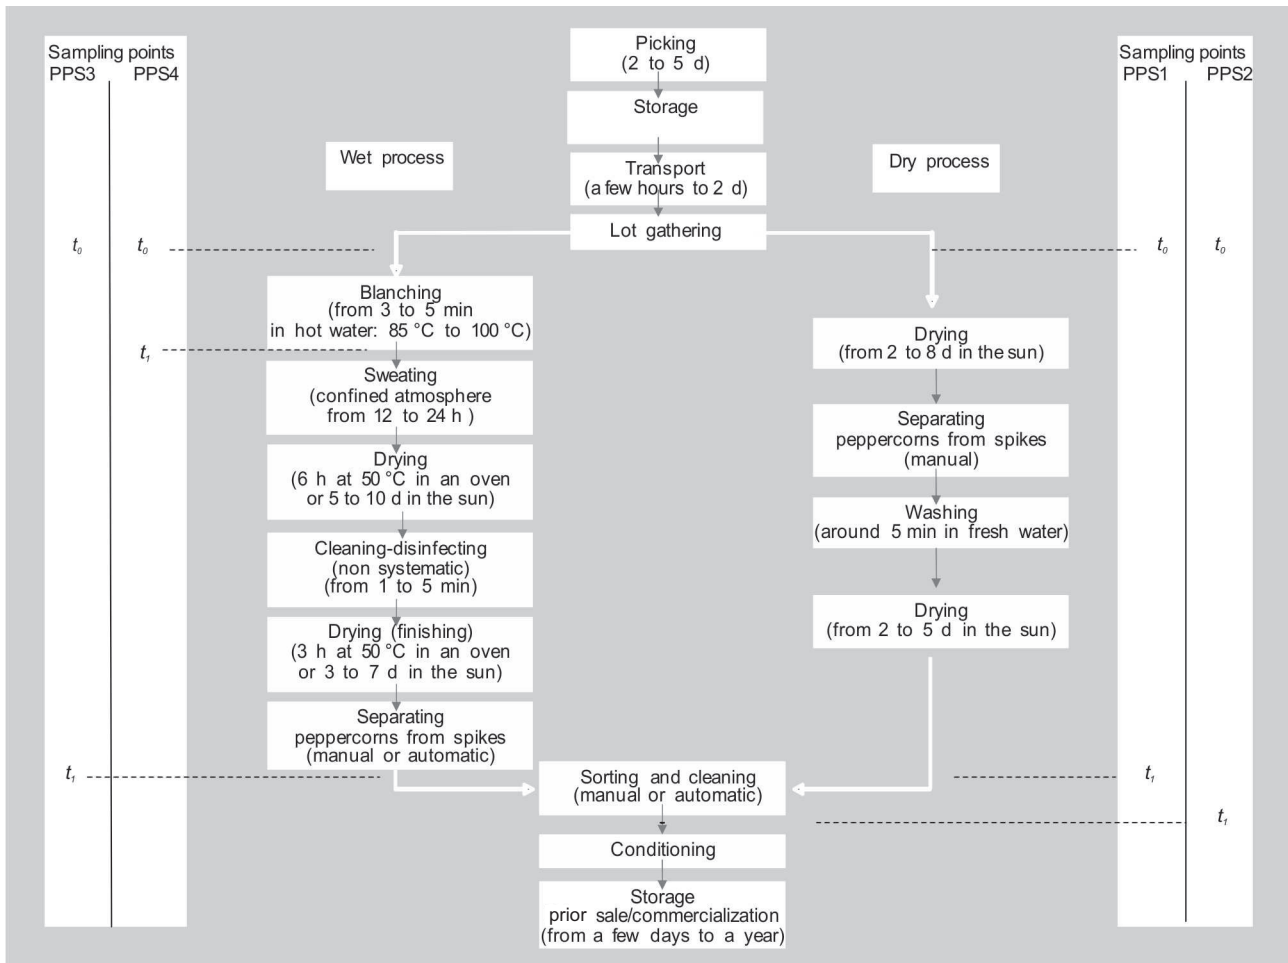 Sampling points
PPS3 PPS4
Picking
(2 to 5 d)
Storage
Transport
(a few hours to 2 d)
Lot gathering
Sampling points
PPS1 PPS2
Wet process
Dry process
t0 t0
t0 t0
Blanching
(from 3 to 5 min
in hot water: 85 °C to 100 °C)
t1
Sweating
(confined atmosphere
from 12 to 24 h )
Drying
(6 h at 50 °C in an oven
or 5 to 10 d in the sun)
Cleaning-disinfecting
(non systematic)
(from 1 to 5 min)
Drying (finishing)
(3 h at 50 °C in an oven
or 3 to 7 d in the sun)
Separating
peppercorns from spikes
(manual or automatic)
t1
Drying
(from 2 to 8 d in the sun)
Separating
peppercorns from spikes
(manual)
Washing
(around 5 min in fresh water)
Drying
(from 2 to 5 d in the sun)
t1
t1
Sorting and cleaning
(manual or automatic)
Conditioning
Storage
prior sale/commercialization
(from a few days to a year)